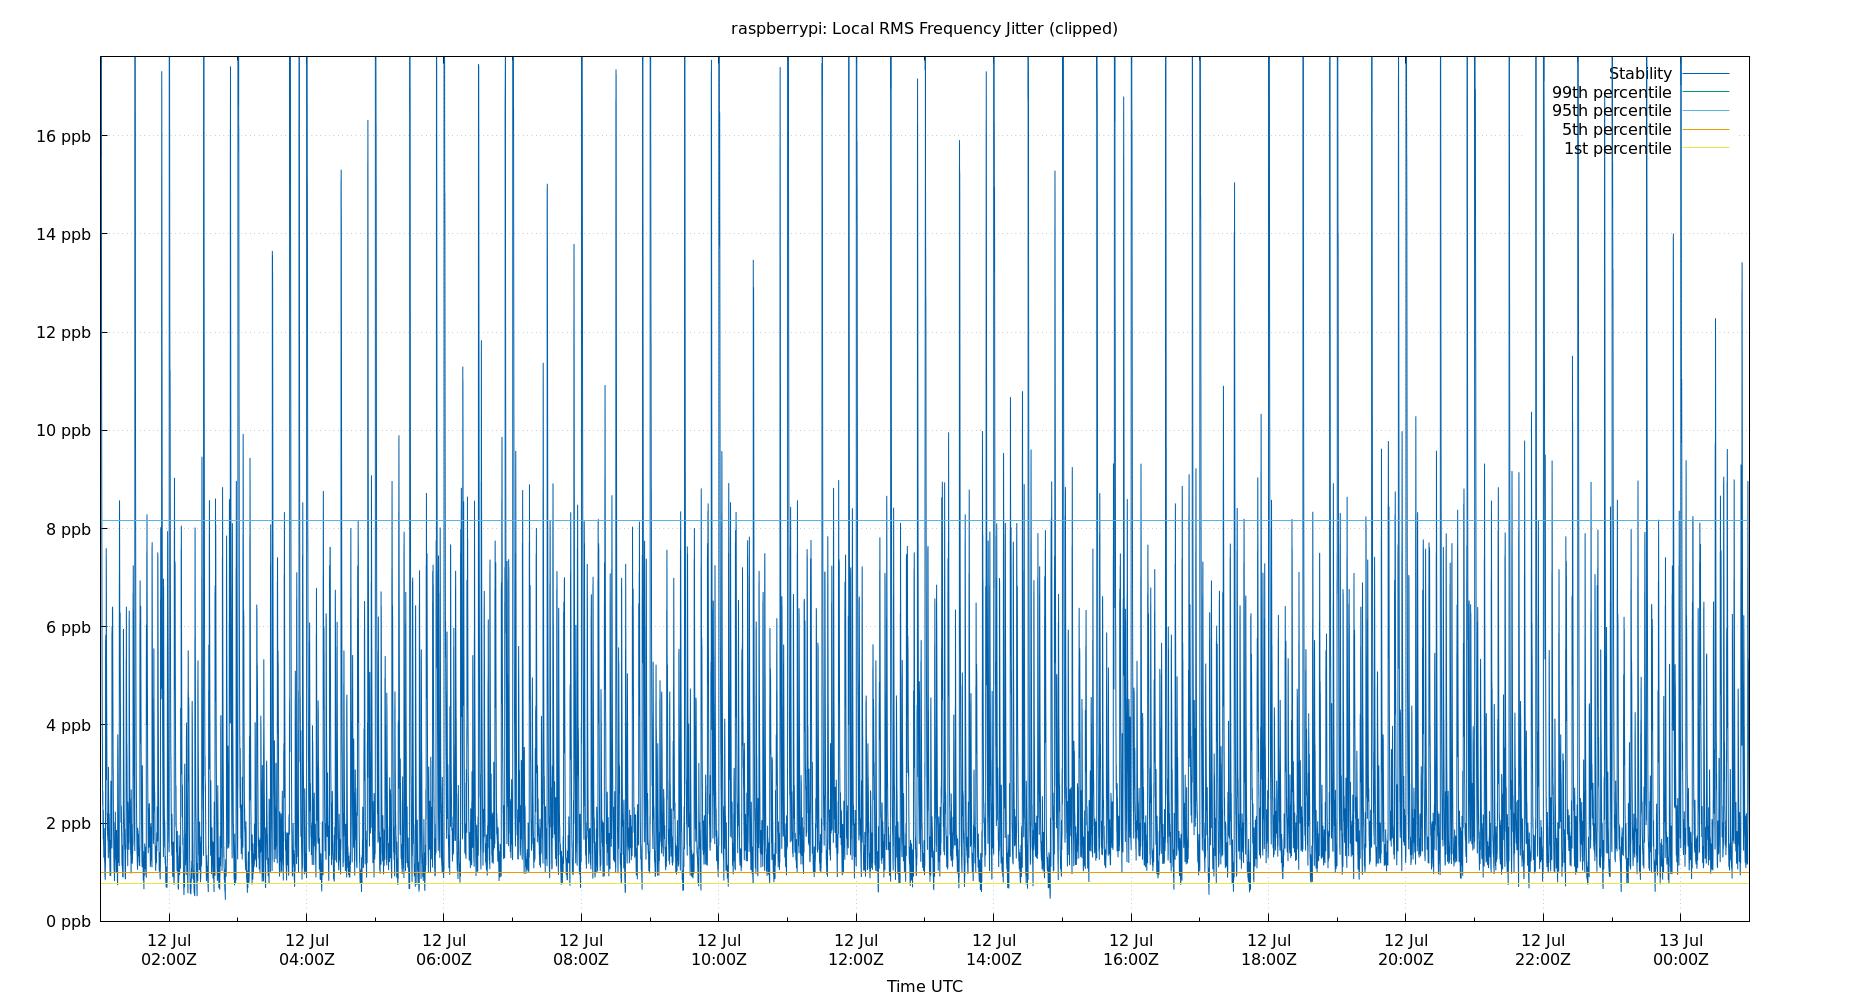 raspberrypi: Local RMS Frequency Jitter (clipped)
Stability
99th percentile
95th percentile
5th percentile
1st percentile
16 ppb
14 ppb
12 ppb
10 ppb
8 ppb
6 ppb
4 ppb
2 ppb
0 ppb
12 Jul 12 Jul 12 Jul 12 Jul 12 Jul 12 Jul 12 Jul 12 Jul 12 Jul 12 Jul 12 Jul 13 Jul
02:00Z 04:00Z 06:00Z 08:00Z 10:00Z 12:00Z 14:00Z 16:00Z 18:00Z 20:00Z 22:00Z 00:00Z
Time UTC